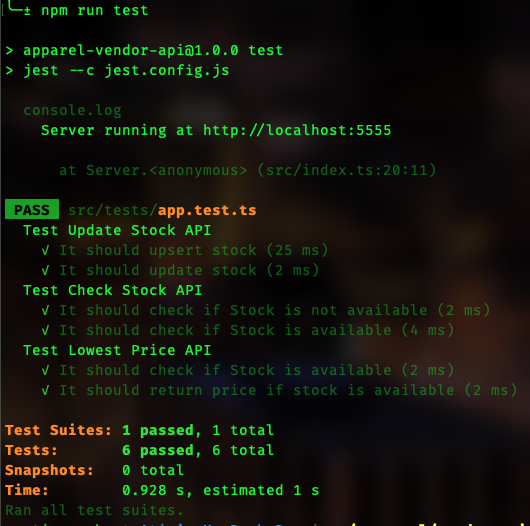 ╰─± npm run test
> apparel-vendor-api@1.0.0 test
> jest --c jest.config.js
console.log
Server running at http://localhost:5555
at Server.<anonymous> (src/index.ts:20:11)
PASS src/tests/app.test.ts
Test Update Stock API
√ It should upsert stock (25 ms)
√ It should update stock (2 ms)
Test Check Stock API
√ It should check if Stock is not available (2 ms)
√ It should check if Stock is available (4 ms)
Test Lowest Price API
√ It should check if Stock is available (2 ms)
√ It should return price if stock is available (2 ms)
Test Suites: 1 passed, 1 total
Tests: 6 passed, 6 total
Snapshots: 0 total
Time: 0.928 s, estimated 1 s
Ran all test suites.